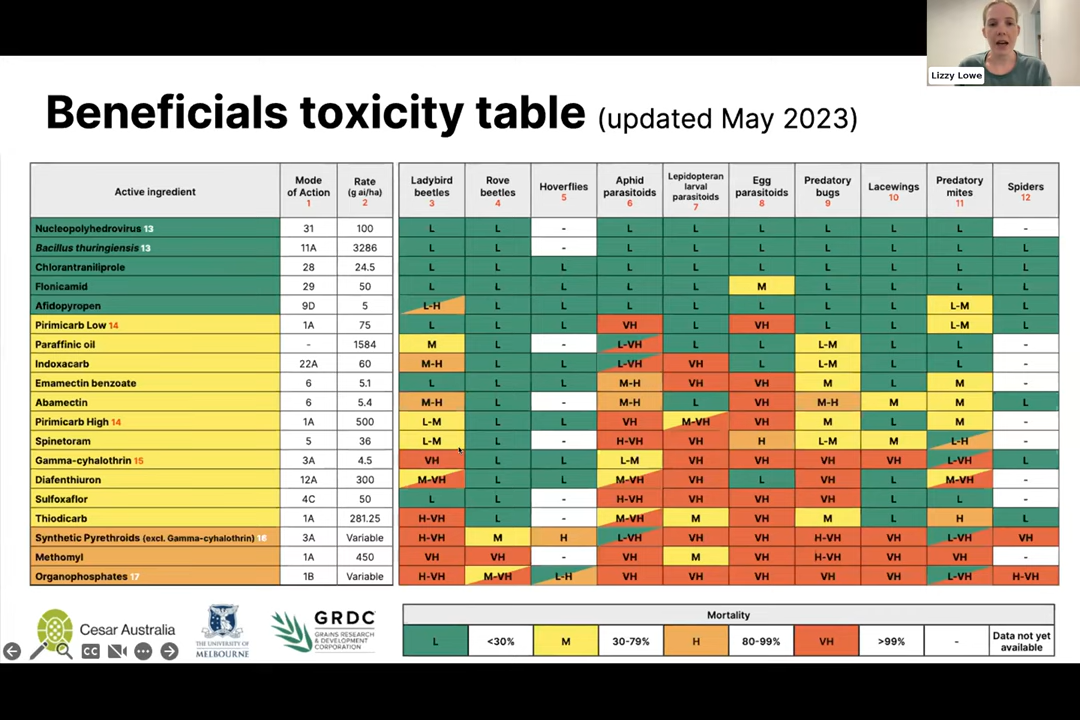 Lizzy Lowe
Beneficials toxicity table (updated May 2023)
Active ingredient | Mode of Action 1 | Rate (g ai/ha) 2 | Ladybird beetles 3 | Rove beetles 4 | Hoverflies 5 | Aphid parasitoids 6 | Lepidopteran larval parasitoids 7 | Egg parasitoids 8 | Predatory bugs 9 | Lacewings 10 | Predatory mites 11 | Spiders 12
Nucleopolyhedrovirus 13 | 31 | 100 | L | L | - | L | L | L | L | L | L | -
Bacillus thuringiensis 13 | 11A | 3286 | L | L | - | L | L | L | L | L | L | L
Chlorantraniliprole | 28 | 24.5 | L | L | L | L | L | L | L | L | L | L
Flonicamid | 29 | 50 | L | L | L | L | L | M | L | L | L | L
Afidopyropen | 9D | 5 | L-H | L | L | L | L | L | L | L | L-M | L
Pirimicarb Low 14 | 1A | 75 | L | L | L | VH | L | VH | L | L | L-M | L
Paraffinic oil | - | 1584 | M | L | - | L-VH | L | L | L-M | L | L | -
Indoxacarb | 22A | 60 | M-H | L | L | L-VH | VH | L | L-M | L | L | -
Emamectin benzoate | 6 | 5.1 | L | L | L | M-H | VH | VH | M | L | M | -
Abamectin | 6 | 5.4 | M-H | L | - | M-H | L | VH | M-H | M | M | L
Pirimicarb High 14 | 1A | 500 | L-M | L | L | VH | M-VH | VH | M | L | M | -
Spinetoram | 5 | 36 | L-M | L | - | H-VH | VH | H | L-M | M | L-H | -
Gamma-cyhalothrin 15 | 3A | 4.5 | VH | L | L | L-M | VH | VH | VH | VH | L-VH | L
Diafenthiuron | 12A | 300 | M-VH | L | L | M-VH | VH | L | VH | L | M-VH | -
Sulfoxaflor | 4C | 50 | L | L | - | H-VH | VH | VH | VH | L | L | -
Thiodicarb | 1A | 281.25 | H-VH | L | - | M-VH | M | VH | M | L | H | L
Synthetic Pyrethroids (excl. Gamma-cyhalothrin) 16 | 3A | Variable | H-VH | M | H | L-VH | VH | VH | H-VH | VH | L-VH | VH
Methomyl | 1A | 450 | VH | VH | - | VH | M | VH | H-VH | VH | VH | -
Organophosphates 17 | 1B | Variable | H-VH | M-VH | L-H | VH | VH | VH | VH | VH | L-VH | H-VH
Cesar Australia
THE UNIVERSITY OF
MELBOURNE
GRDC
GRAINS RESEARCH
& DEVELOPMENT
CORPORATION
CC
Mortality
L | <30% | M | 30-79% | H | 80-99% | VH | >99% | - | Data not yet available